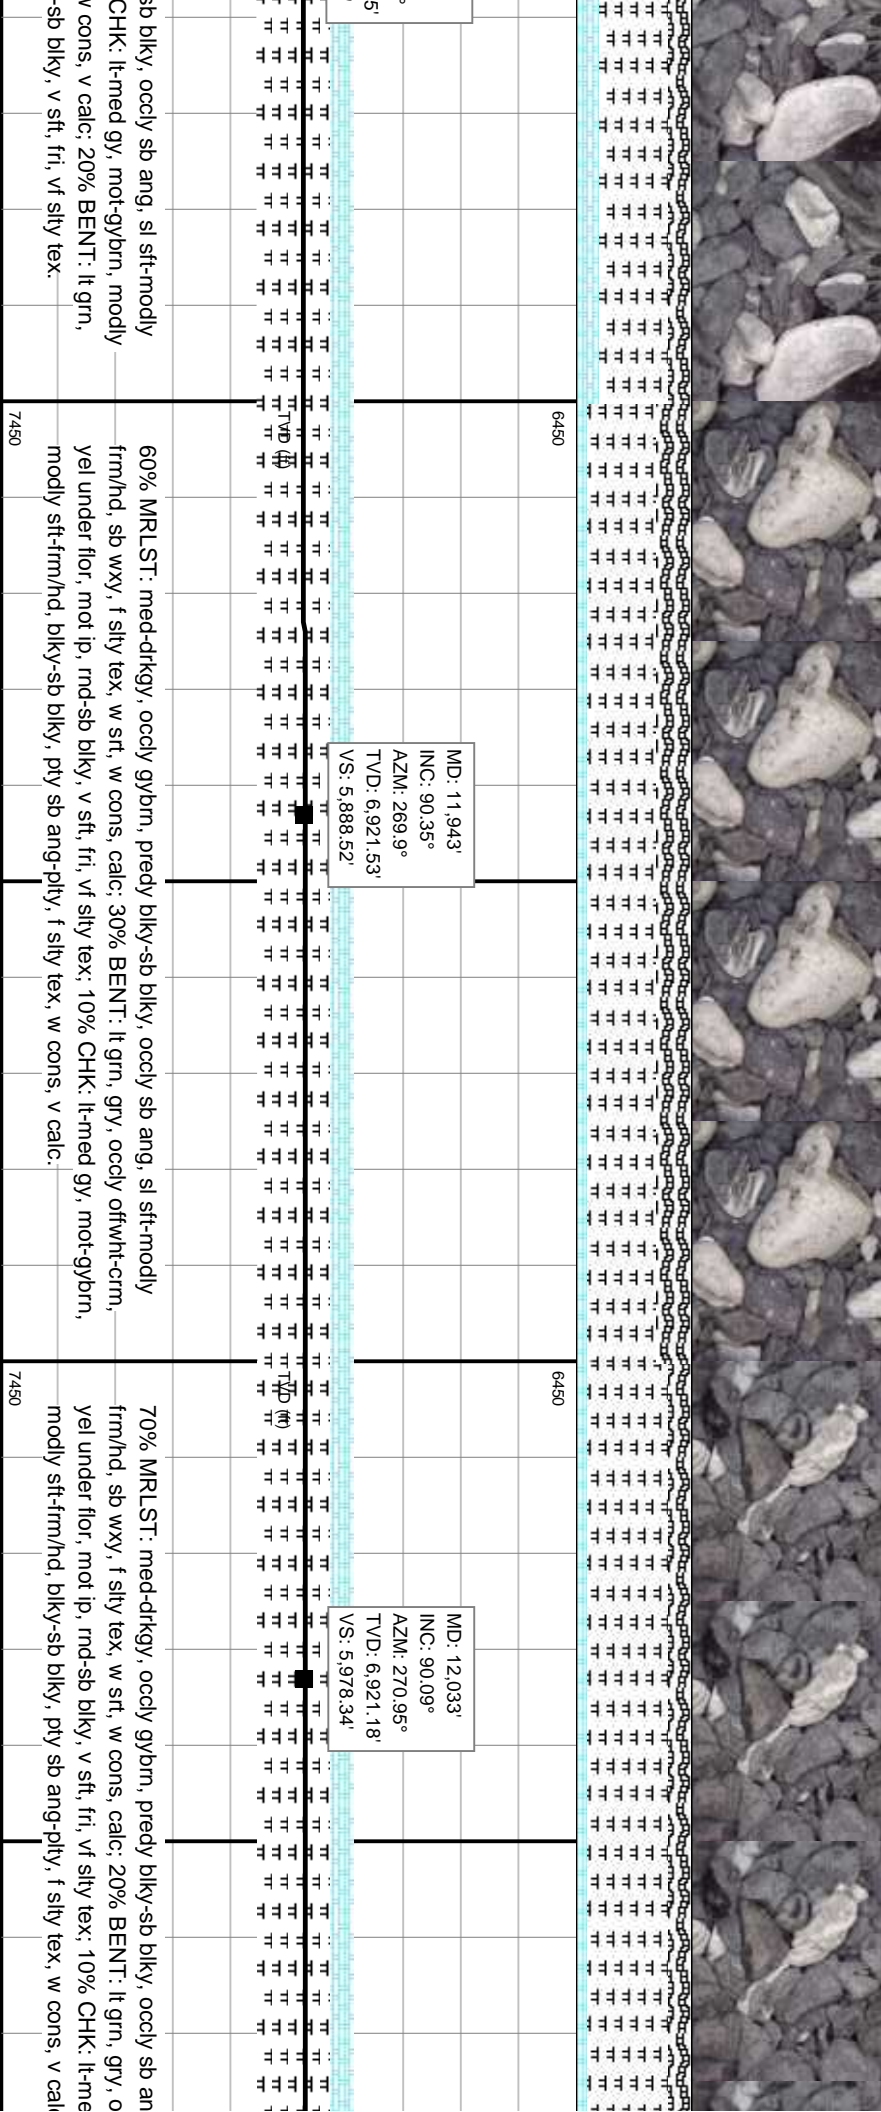 sb blky, occly sb ang, sl sft-modly
CHK: lt-med gy, mot-gybrn, modly
w cons, v calc; 20% BENT: lt grn,
-sb blky, v sft, fri, vf slty tex.
5'
6450
TVD (ft)
7450
60% MRLST: med-drkgy, occly gybrn, predy blky-sb blky, occly sb ang, sl sft-modly
frm/hd, sb wxy, f slty tex, w srt, w cons, calc; 30% BENT: lt grn, gry, occly offwht-crm,
yel under flor, mot ip, rnd-sb blky, v sft, fri, vf slty tex; 10% CHK: lt-med gy, mot-gybrn,
modly sft-frm/hd, blky-sb blky, pty sb ang-plty, f slty tex, w cons, v calc.
MD: 11,943'
INC: 90.35°
AZM: 269.9°
TVD: 6,921.53'
VS: 5,888.52'
6450
TVD (ft)
7450
70% MRLST: med-drkgy, occly gybrn, predy blky-sb blky, occly sb an
frm/hd, sb wxy, f slty tex, w srt, w cons, calc; 20% BENT: lt grn, gry, o
yel under flor, mot ip, rnd-sb blky, v sft, fri, vf slty tex; 10% CHK: lt-me
modly sft-frm/hd, blky-sb blky, pty sb ang-plty, f slty tex, w cons, v calc
MD: 12,033'
INC: 90.09°
AZM: 270.95°
TVD: 6,921.18'
VS: 5,978.34'